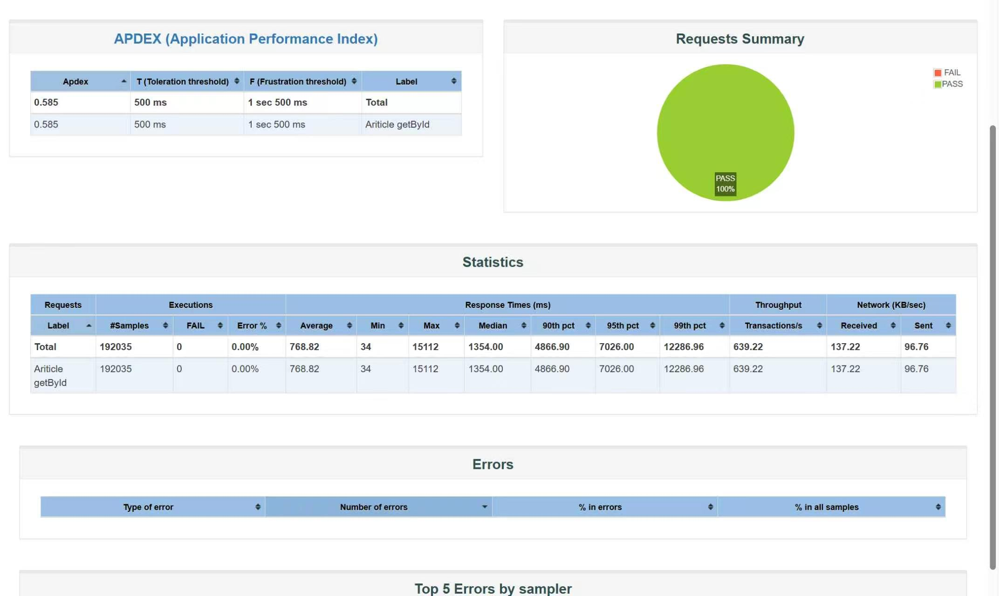 APDEX (Application Performance Index)
Apdex T (Toleration threshold) F (Frustration threshold) Label
0.585 500 ms 1 sec 500 ms Total
0.585 500 ms 1 sec 500 ms Ariticle getById
Requests Summary
FAIL
PASS
PASS
100%
Statistics
Requests Executions Response Times (ms) Throughput Network (KB/sec)
Label #Samples FAIL Error % Average Min Max Median 90th pct 95th pct 99th pct Transactions/s Received Sent
Total 192035 0 0.00% 768.82 34 15112 1354.00 4866.90 7026.00 12286.96 639.22 137.22 96.76
Ariticle 192035 0 0.00% 768.82 34 15112 1354.00 4866.90 7026.00 12286.96 639.22 137.22 96.76
getById
Errors
Type of error Number of errors % in errors % in all samples
Top 5 Errors by sampler